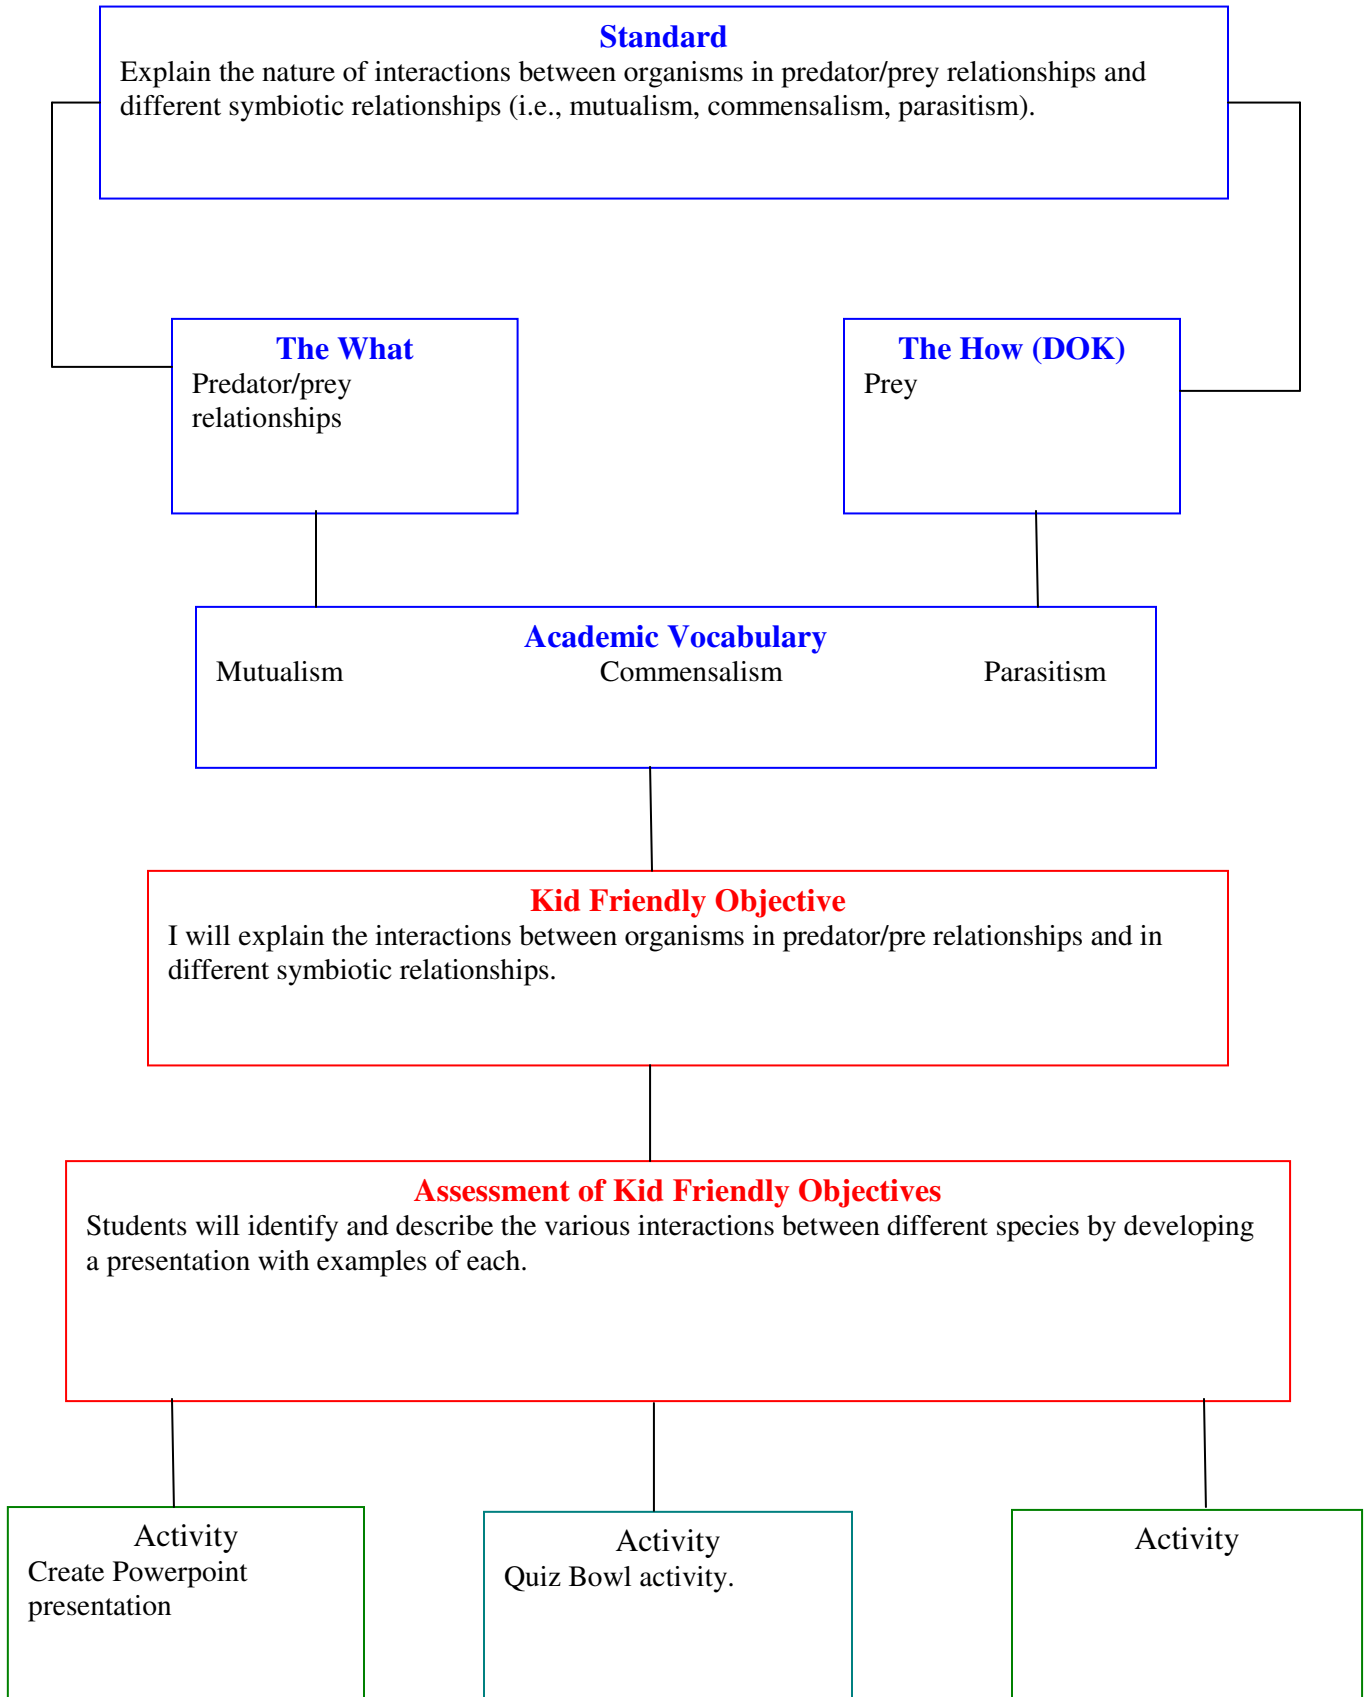 Standard
Explain the nature of interactions between organisms in predator/prey relationships and
different symbiotic relationships (i.e., mutualism, commensalism, parasitism).
The What
Predator/prey
relationships
The How (DOK)
Prey
Academic Vocabulary
Mutualism Commensalism Parasitism
Kid Friendly Objective
I will explain the interactions between organisms in predator/pre relationships and in
different symbiotic relationships.
Assessment of Kid Friendly Objectives
Students will identify and describe the various interactions between different species by developing
a presentation with examples of each.
Activity
Create Powerpoint
presentation
Activity
Quiz Bowl activity.
Activity